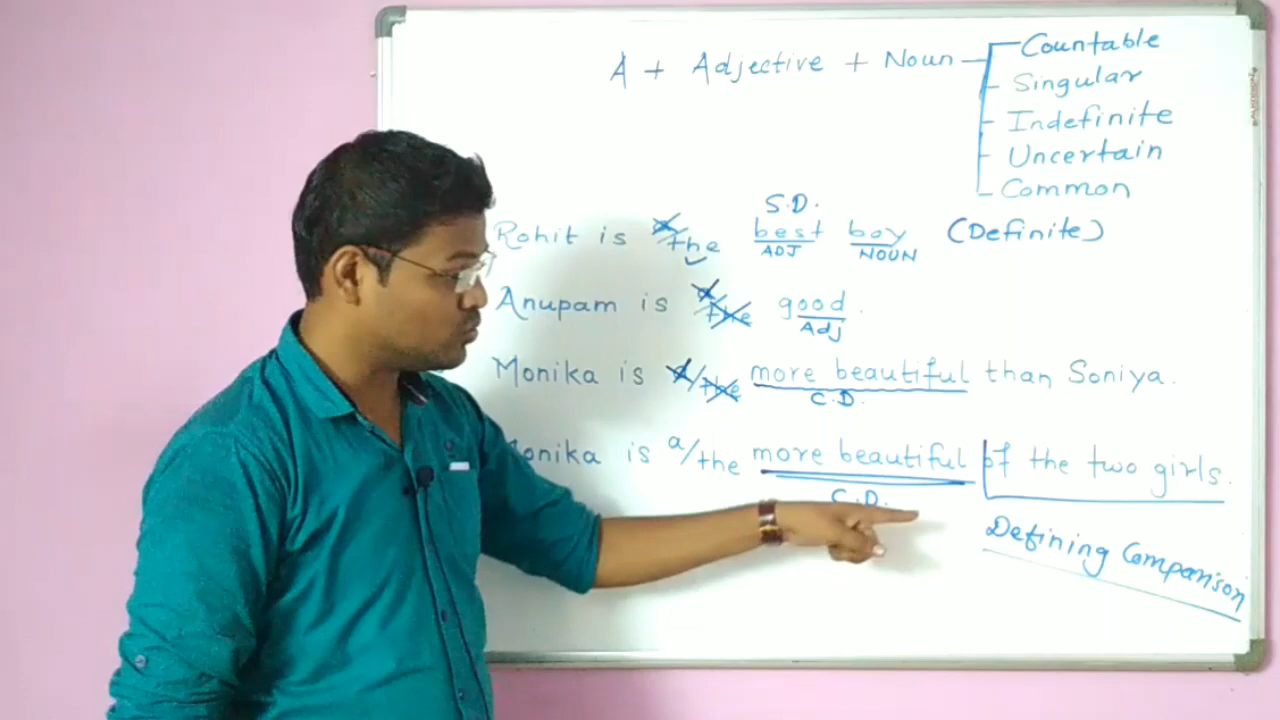 A + Adjective + Noun
Countable
Singular
Indefinite
Uncertain
Common
S.D.
Rohit is a the best boy (Definite)
ADJ NOUN
Anupam is a/the good.
Adj
Monika is a/the more beautiful than Soniya.
C.D.
Monika is a/the more beautiful of the two girls.
C.D.
Defining Comparison